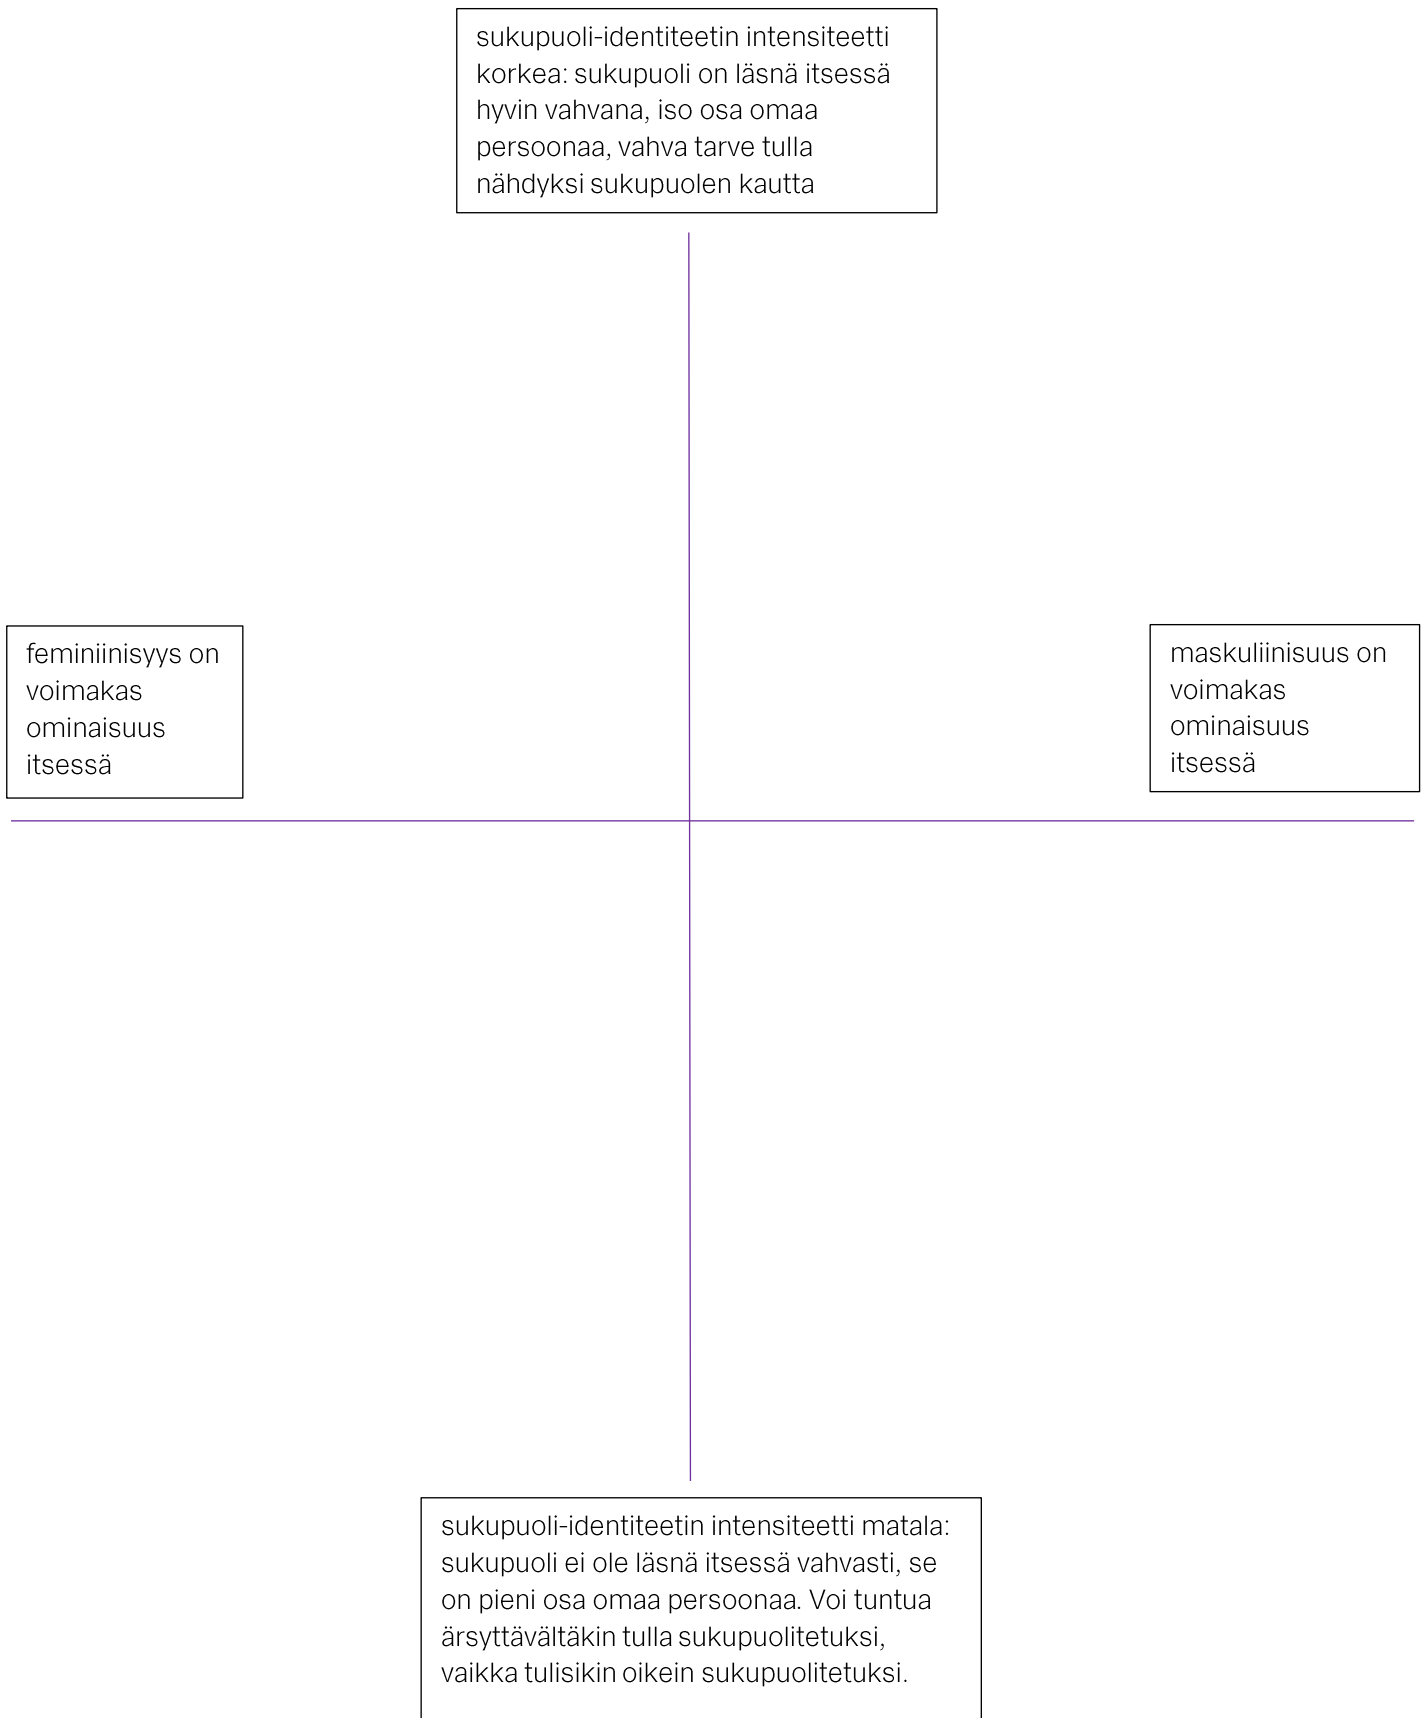 sukupuoli-identiteetin intensiteetti
korkea: sukupuoli on läsnä itsessä
hyvin vahvana, iso osa omaa
persoonaa, vahva tarve tulla
nähdyksi sukupuolen kautta
feminiinisyys on
voimakas
ominaisuus
itsessä
maskuliinisuus on
voimakas
ominaisuus
itsessä
sukupuoli-identiteetin intensiteetti matala:
sukupuoli ei ole läsnä itsessä vahvasti, se
on pieni osa omaa persoonaa. Voi tuntua
ärsyttävältäkin tulla sukupuolitetuksi,
vaikka tulisikin oikein sukupuolitetuksi.